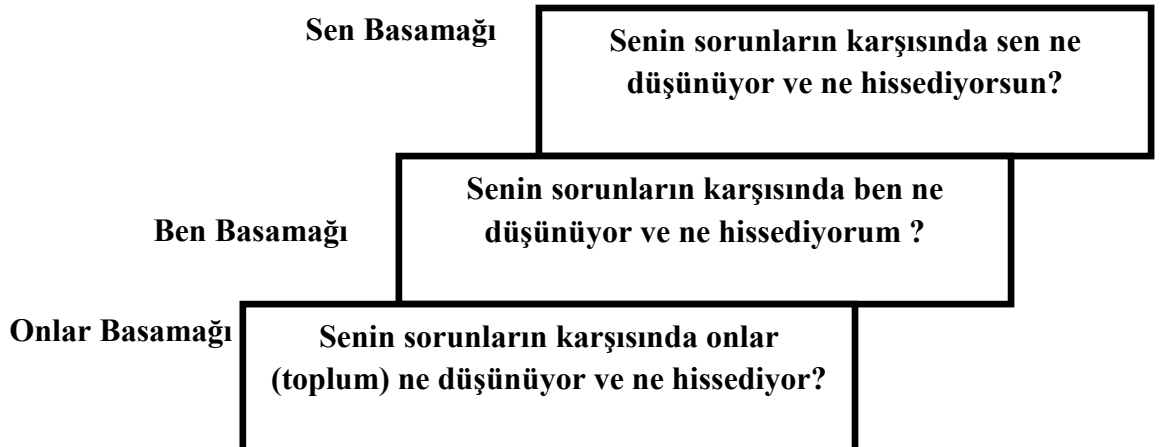 Sen Basamağı
Senin sorunların karşısında sen ne
düşünüyor ve ne hissediyorsun?
Ben Basamağı
Senin sorunların karşısında ben ne
düşünüyor ve ne hissediyorum ?
Onlar Basamağı
Senin sorunların karşısında onlar
(toplum) ne düşünüyor ve ne hissediyor?